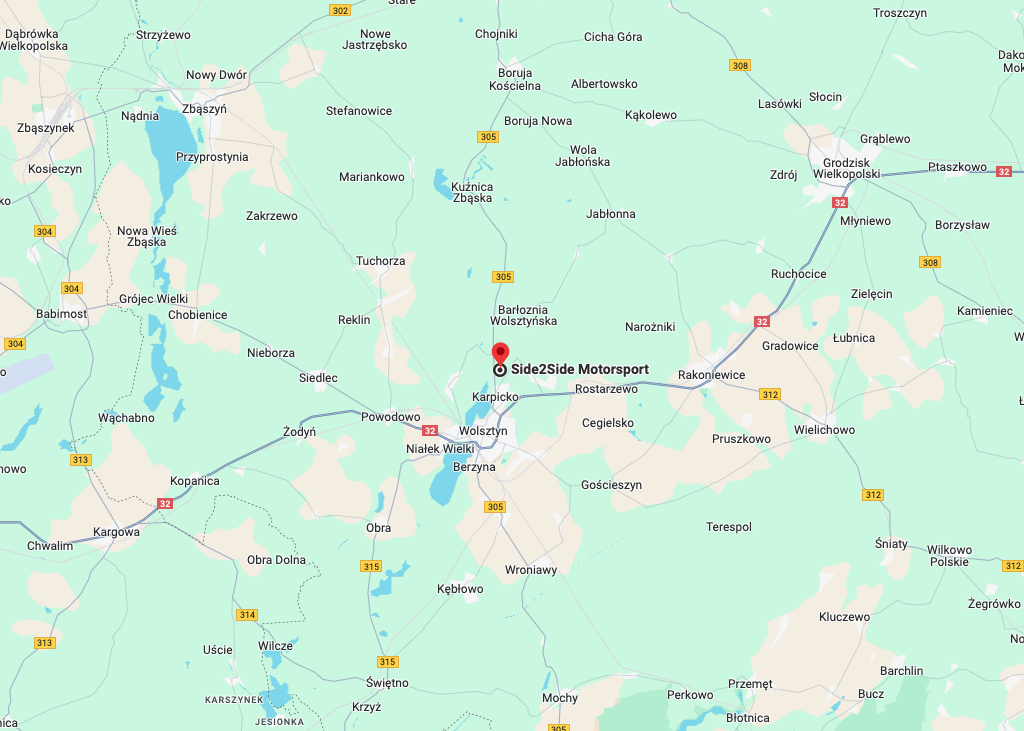 302
Stare
Troszczyn
Dąbrówka
Wielkopolska
Strzyżewo
Nowe
Jastrzębsko
Chojniki
Cicha Góra
308
Nowy Dwór
Boruja
Kościelna
Albertowsko
Słocin
Lasówki
Zbąszyń
Nądnia
Stefanowice
Boruja Nowa
Kąkolewo
Zbąszynek
305
Grąblewo
Przyprostynia
Wola
Jabłońska
Grodzisk
Wielkopolski
Kosieczyn
Mariankowo
Zdrój
Ptaszkowo
32
Kuźnica
Zbąska
32
Zakrzewo
Jabłonna
Młyniewo
Borzysław
304
Nowa Wieś
Zbąska
Tuchorza
308
Ruchocice
305
304
Grójec Wielki
Zielęcin
Babimost
Chobienice
Reklin
Barłoznia
Wolsztyńska
Narożniki
32
Kamieniec
304
Nieborza
Gradowice
Łubnica
Side2Side Motorsport
Siedlec
Rakoniewice
Karpicko
Rostarzewo
312
Wąchabno
Powodowo
Żodyń
32
Wolsztyn
Cegielsko
Wielichowo
Niałek Wielki
Pruszkowo
313
Berzyna
Kopanica
Gościeszyn
32
305
312
Kargowa
Obra
Terespol
Chwalim
Obra Dolna
Śniaty
Wilkowo
Polskie
315
Wroniawy
312
Kębłowo
Żegrówko
314
Kluczewo
313
Uście
Wilcze
315
Barchlin
Świętno
Przemęt
KARSZYNEK
Mochy
Perkowo
Bucz
Krzyż
JESIONKA
Błotnica
305